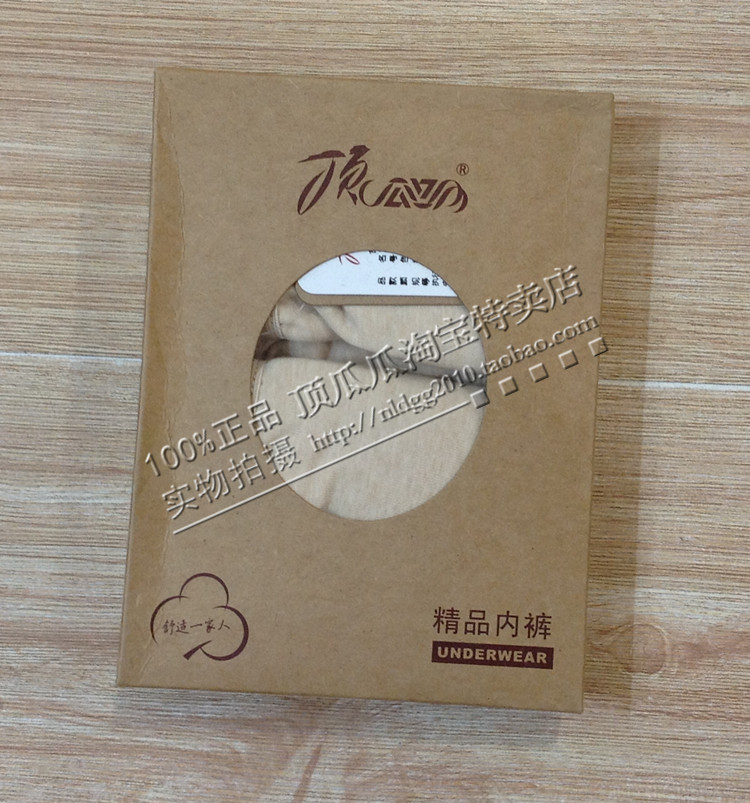 顶瓜瓜®
100%正品 顶瓜瓜淘宝特卖店
实物拍摄 http://nldgg2010.taobao.com
舒适一家人
精品内裤
UNDERWEAR